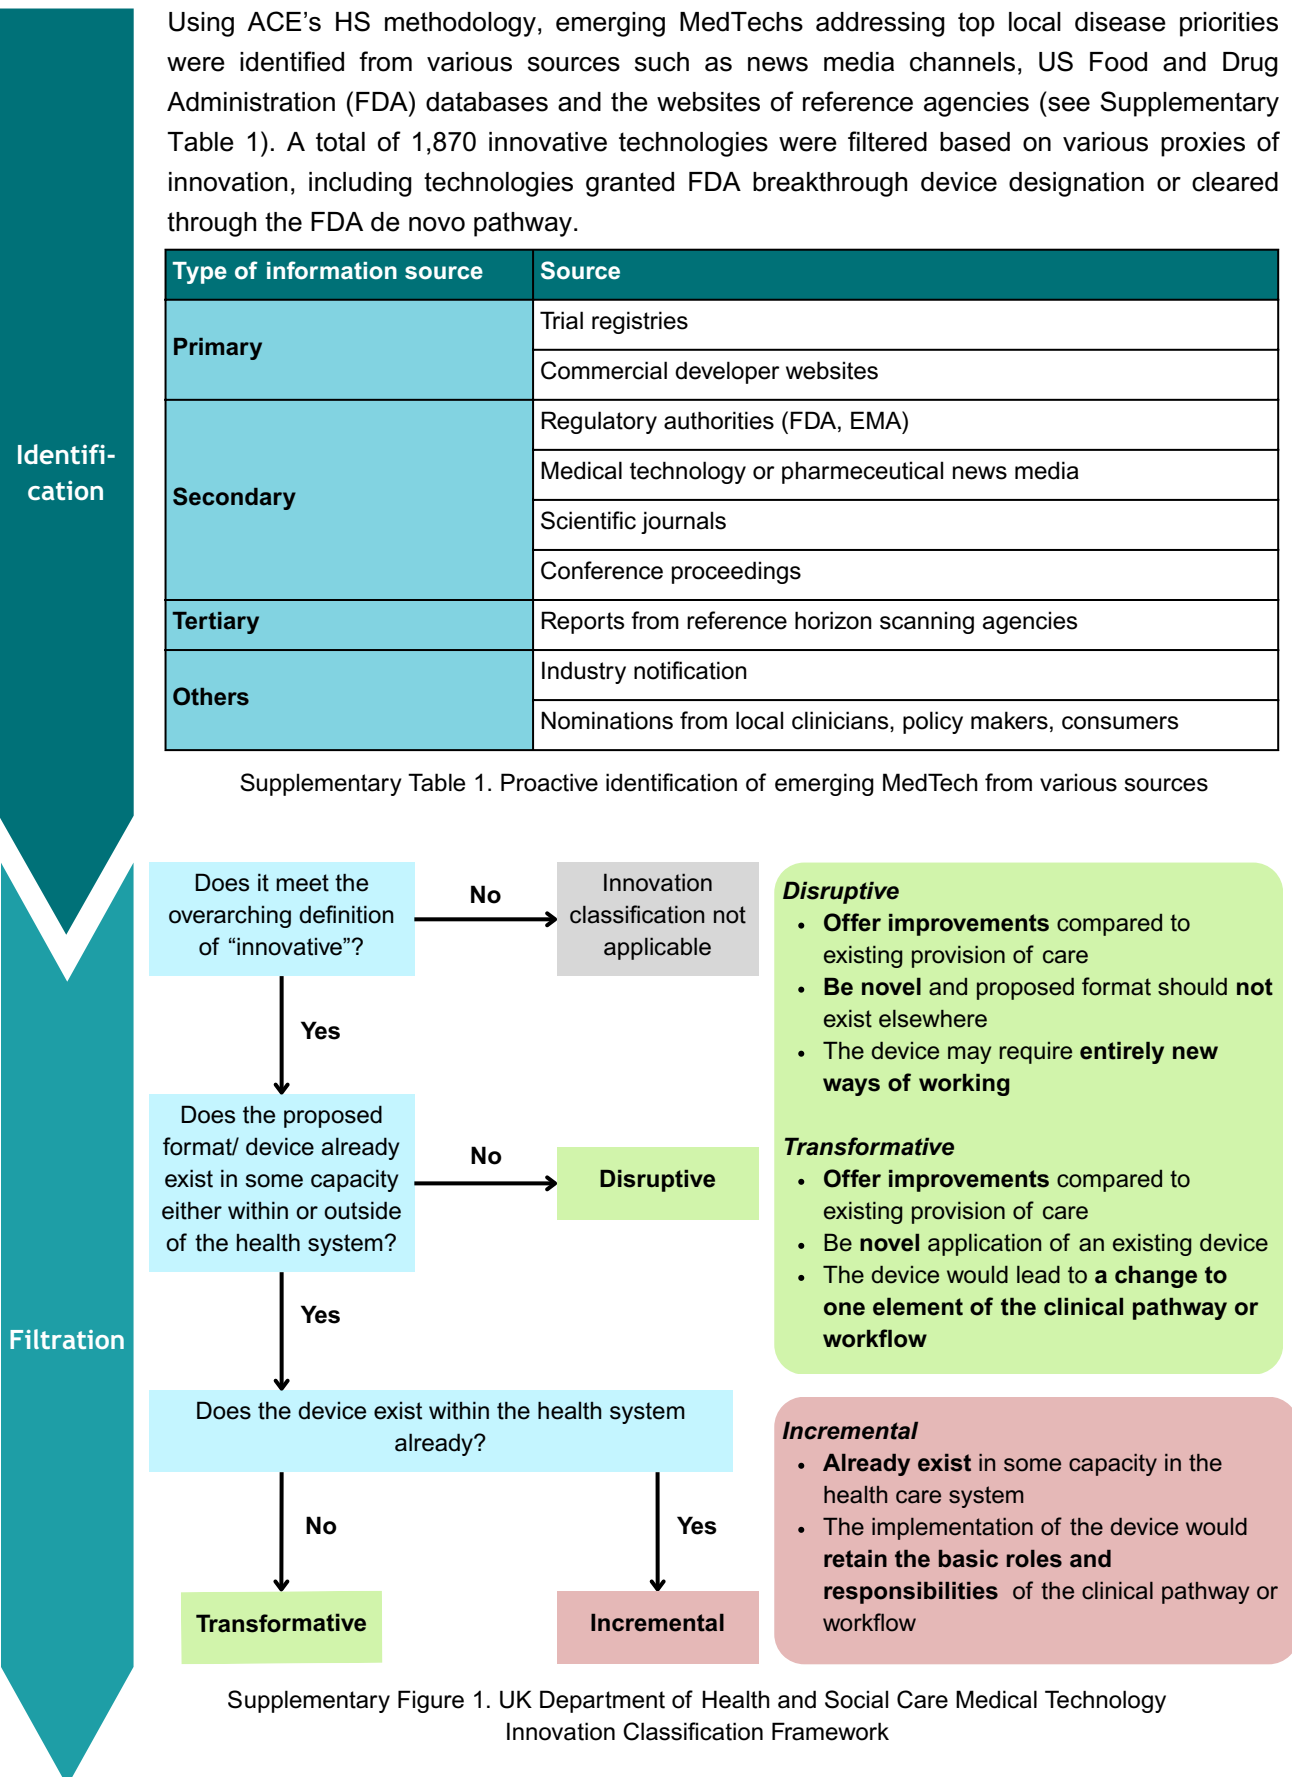 Using ACE’s HS methodology, emerging MedTechs addressing top local disease priorities
were identified from various sources such as news media channels, US Food and Drug
Administration (FDA) databases and the websites of reference agencies (see Supplementary
Table 1). A total of 1,870 innovative technologies were filtered based on various proxies of
innovation, including technologies granted FDA breakthrough device designation or cleared
through the FDA de novo pathway.
Type of information source
Source
Primary
Trial registries
Commercial developer websites
Secondary
Regulatory authorities (FDA, EMA)
Medical technology or pharmeceutical news media
Scientific journals
Conference proceedings
Tertiary
Reports from reference horizon scanning agencies
Others
Industry notification
Nominations from local clinicians, policy makers, consumers
Identifi-
cation
Supplementary Table 1. Proactive identification of emerging MedTech from various sources
Filtration
Does it meet the
overarching definition
of “innovative”?
No
Innovation
classification not
applicable
Yes
Does the proposed
format/ device already
exist in some capacity
either within or outside
of the health system?
No
Disruptive
Yes
Does the device exist within the health system
already?
No
Yes
Transformative
Incremental
Disruptive
• Offer improvements compared to
existing provision of care
• Be novel and proposed format should not
exist elsewhere
• The device may require entirely new
ways of working
Transformative
• Offer improvements compared to
existing provision of care
• Be novel application of an existing device
• The device would lead to a change to
one element of the clinical pathway or
workflow
Incremental
• Already exist in some capacity in the
health care system
• The implementation of the device would
retain the basic roles and
responsibilities of the clinical pathway or
workflow
Supplementary Figure 1. UK Department of Health and Social Care Medical Technology
Innovation Classification Framework